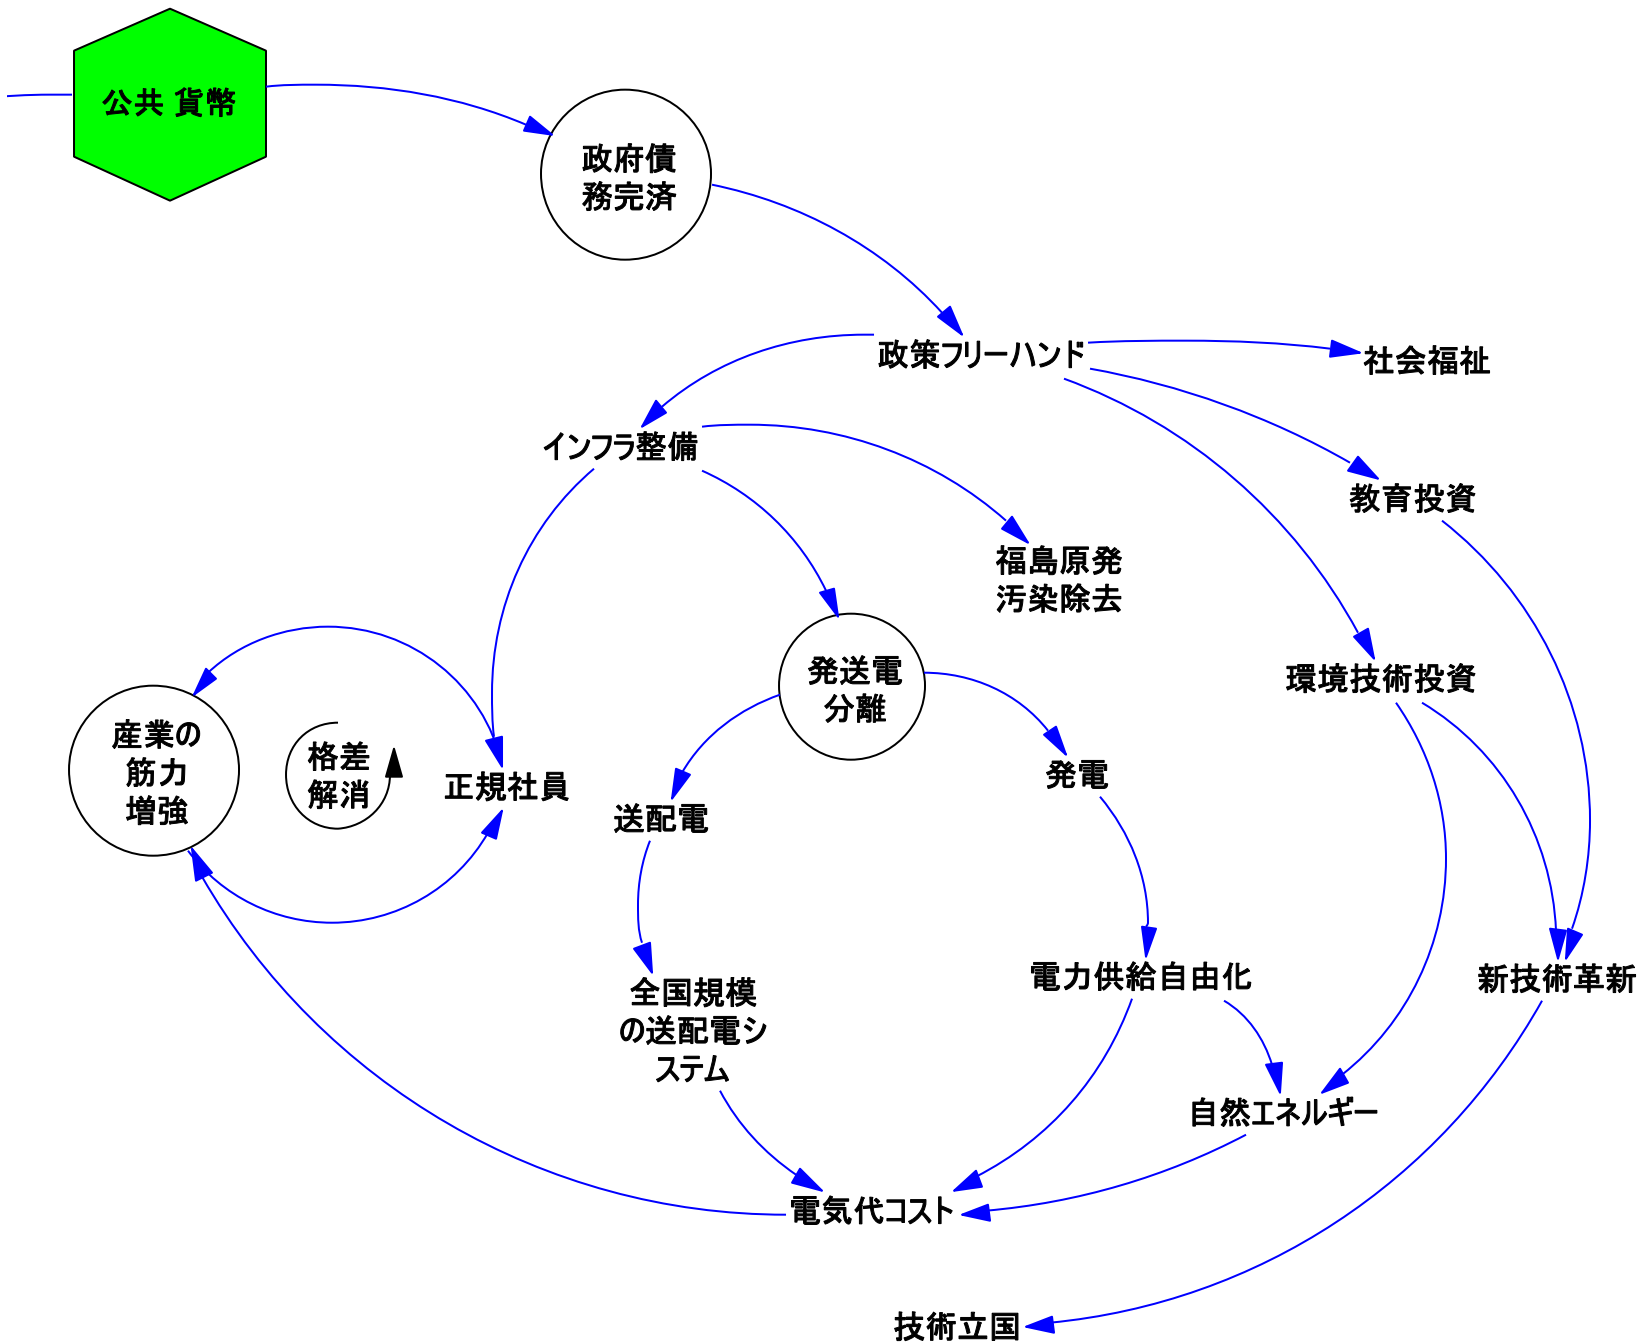 公共 貨幣
政府債
務完済
政策フリーハンド
社会福祉
インフラ整備
教育投資
福島原発
汚染除去
発送電
分離
環境技術投資
産業の
筋力
増強
格差
解消
正規社員
発電
送配電
電力供給自由化
新技術革新
全国規模
の送配電シ
ステム
自然エネルギー
電気代コスト
技術立国